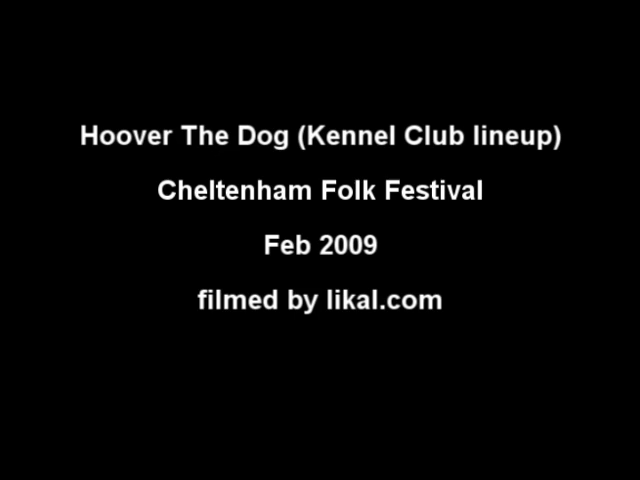 Hoover The Dog (Kennel Club lineup)
Cheltenham Folk Festival
Feb 2009
filmed by likal.com